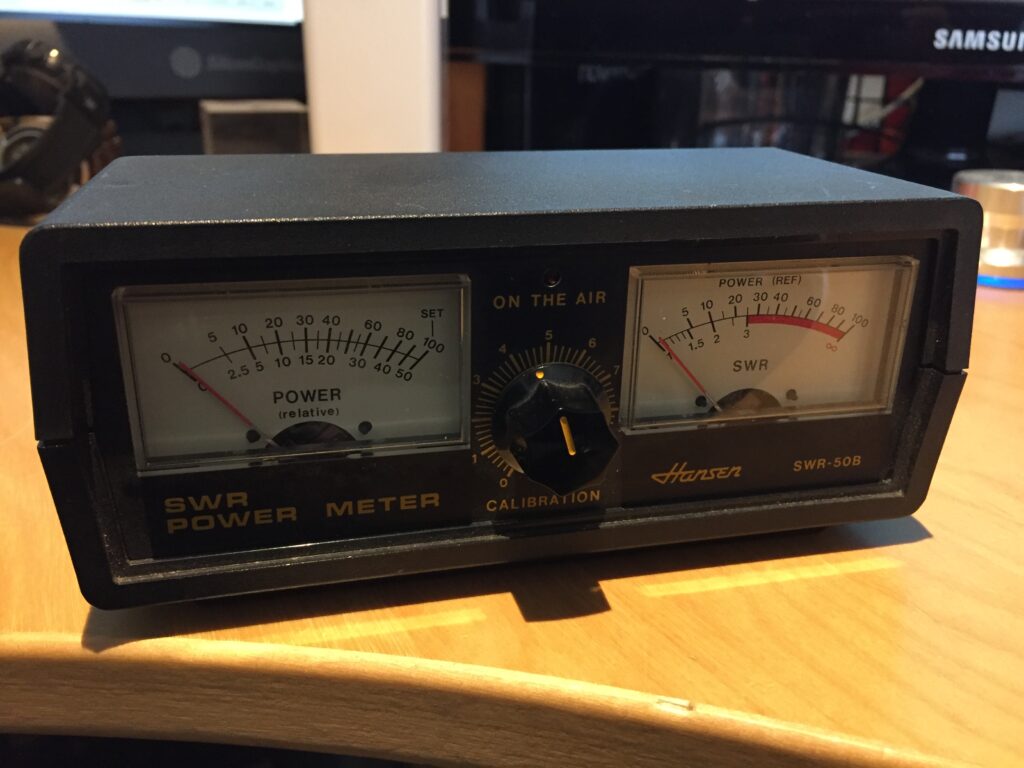 SAMSUN
SET
0 5 10 20 30 40 60 80 100
0 2.5 5 10 15 20 30 40 50
POWER
(relative)
ON THE AIR
0 1 3 4 5 6 7
CALIBRATION
POWER (REF)
0 5 10 20 30 40 60 80 100
1.5 2 3 ∞
SWR
SWR
POWER METER
Hansen
SWR-50B